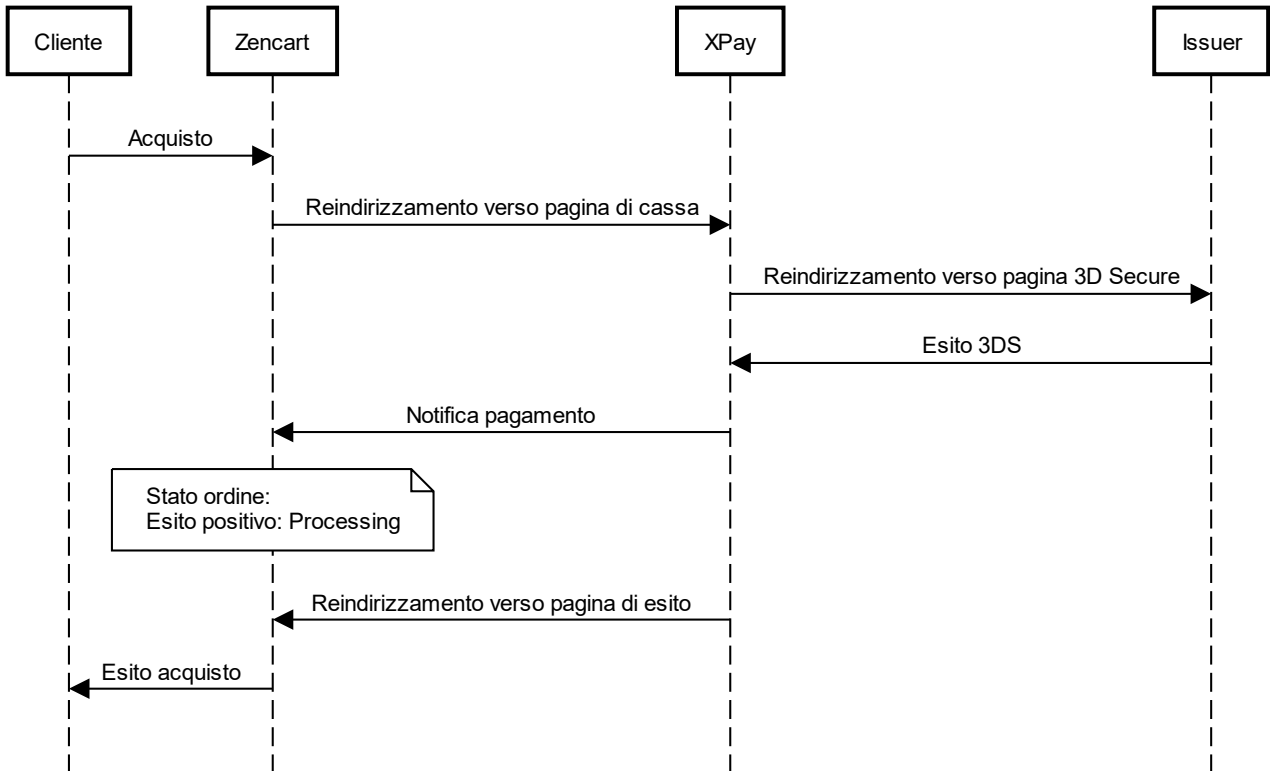 Cliente
Zencart
XPay
Issuer
Acquisto
Reindirizzamento verso pagina di cassa
Reindirizzamento verso pagina 3D Secure
Esito 3DS
Notifica pagamento
Stato ordine:
Esito positivo: Processing
Reindirizzamento verso pagina di esito
Esito acquisto